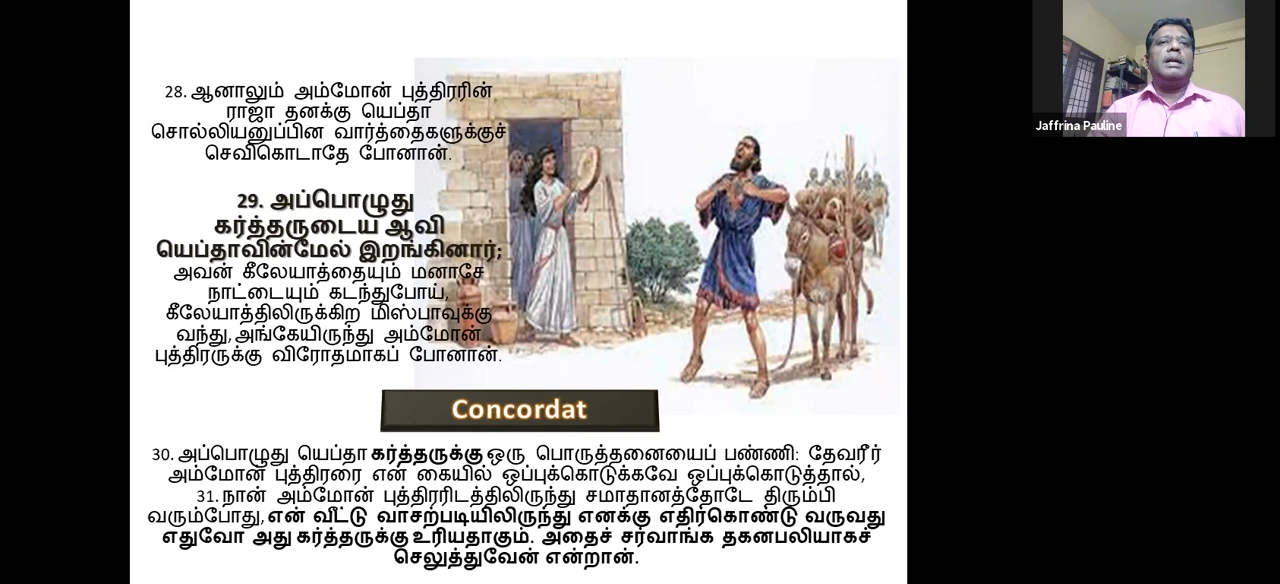 28. ஆனாலும் அம்மோன் புத்திரரின்
ராஜா தனக்கு யெப்தா
சொல்லியனுப்பின வார்த்தைகளுக்குச்
செவிகொடாதே போனான்.
29. அப்பொழுது
கர்த்தருடைய ஆவி
யெப்தாவின்மேல் இறங்கினார்;
அவன் கீலேயாத்தையும் மனாசே
நாட்டையும் கடந்துபோய்,
கீலேயாத்திலிருக்கிற மிஸ்பாவுக்கு
வந்து, அங்கேயிருந்து அம்மோன்
புத்திரருக்கு விரோதமாகப் போனான்.
Concordat
30. அப்பொழுது யெப்தா கர்த்தருக்கு ஒரு பொருத்தனையைப் பண்ணி: தேவரீர்
அம்மோன் புத்திரரை என் கையில் ஒப்புக்கொடுக்கவே ஒப்புக்கொடுத்தால்,
31. நான் அம்மோன் புத்திரரிடத்திலிருந்து சமாதானத்தோடே திரும்பி
வரும்போது, என் வீட்டு வாசற்படியிலிருந்து எனக்கு எதிர்கொண்டு வருவது
எதுவோ அது கர்த்தருக்கு உரியதாகும். அதைச் சர்வாங்க தகனபலியாகச்
செலுத்துவேன் என்றான்.
Jaffrina Pauline